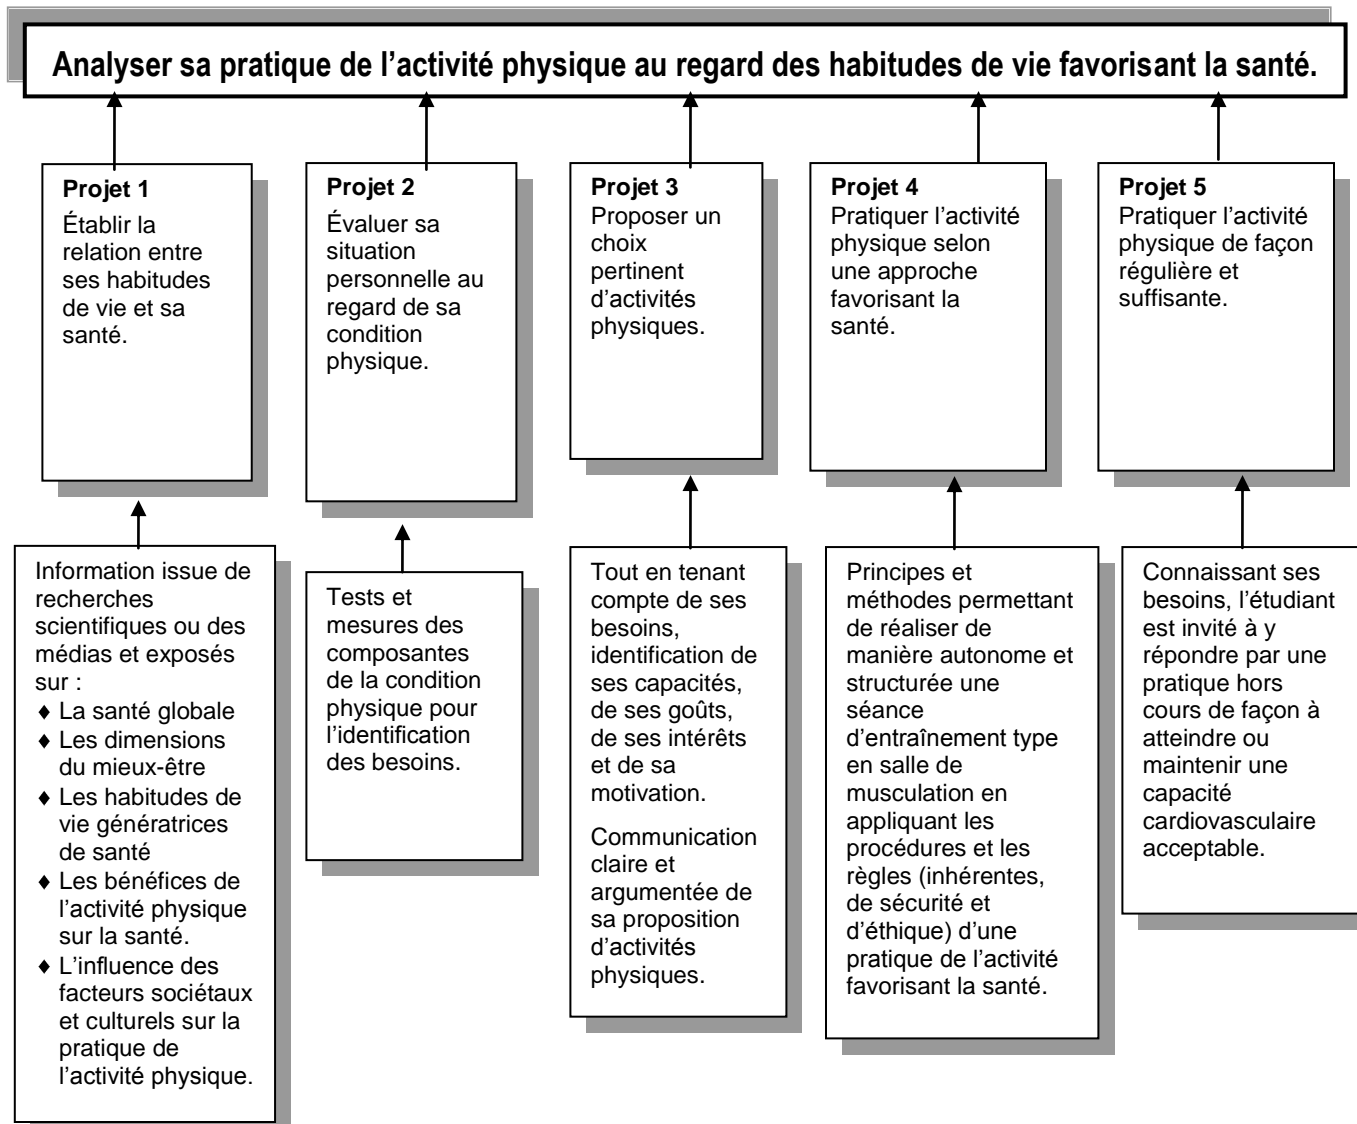 Analyser sa pratique de l’activité physique au regard des habitudes de vie favorisant la santé.
Projet 1
Établir la
relation entre
ses habitudes
de vie et sa
santé.
Projet 2
Évaluer sa
situation
personnelle au
regard de sa
condition
physique.
Projet 3
Proposer un
choix
pertinent
d’activités
physiques.
Projet 4
Pratiquer l’activité
physique selon
une approche
favorisant la
santé.
Projet 5
Pratiquer l’activité
physique de façon
régulière et
suffisante.
Information issue de
recherches
scientifiques ou des
médias et exposés
sur :
♦ La santé globale
♦ Les dimensions
du mieux-être
♦ Les habitudes de
vie génératrices
de santé
♦ Les bénéfices de
l’activité physique
sur la santé.
♦ L’influence des
facteurs sociétaux
et culturels sur la
pratique de
l’activité physique.
Tests et
mesures des
composantes
de la condition
physique pour
l’identification
des besoins.
Tout en tenant
compte de ses
besoins,
identification de
ses capacités,
de ses goûts,
de ses intérêts
et de sa
motivation.
Communication
claire et
argumentée de
sa proposition
d’activités
physiques.
Principes et
méthodes permettant
de réaliser de
manière autonome et
structurée une
séance
d’entraînement type
en salle de
musculation en
appliquant les
procédures et les
règles (inhérentes,
de sécurité et
d’éthique) d’une
pratique de l’activité
favorisant la santé.
Connaissant ses
besoins, l’étudiant
est invité à y
répondre par une
pratique hors
cours de façon à
atteindre ou
maintenir une
capacité
cardiovasculaire
acceptable.